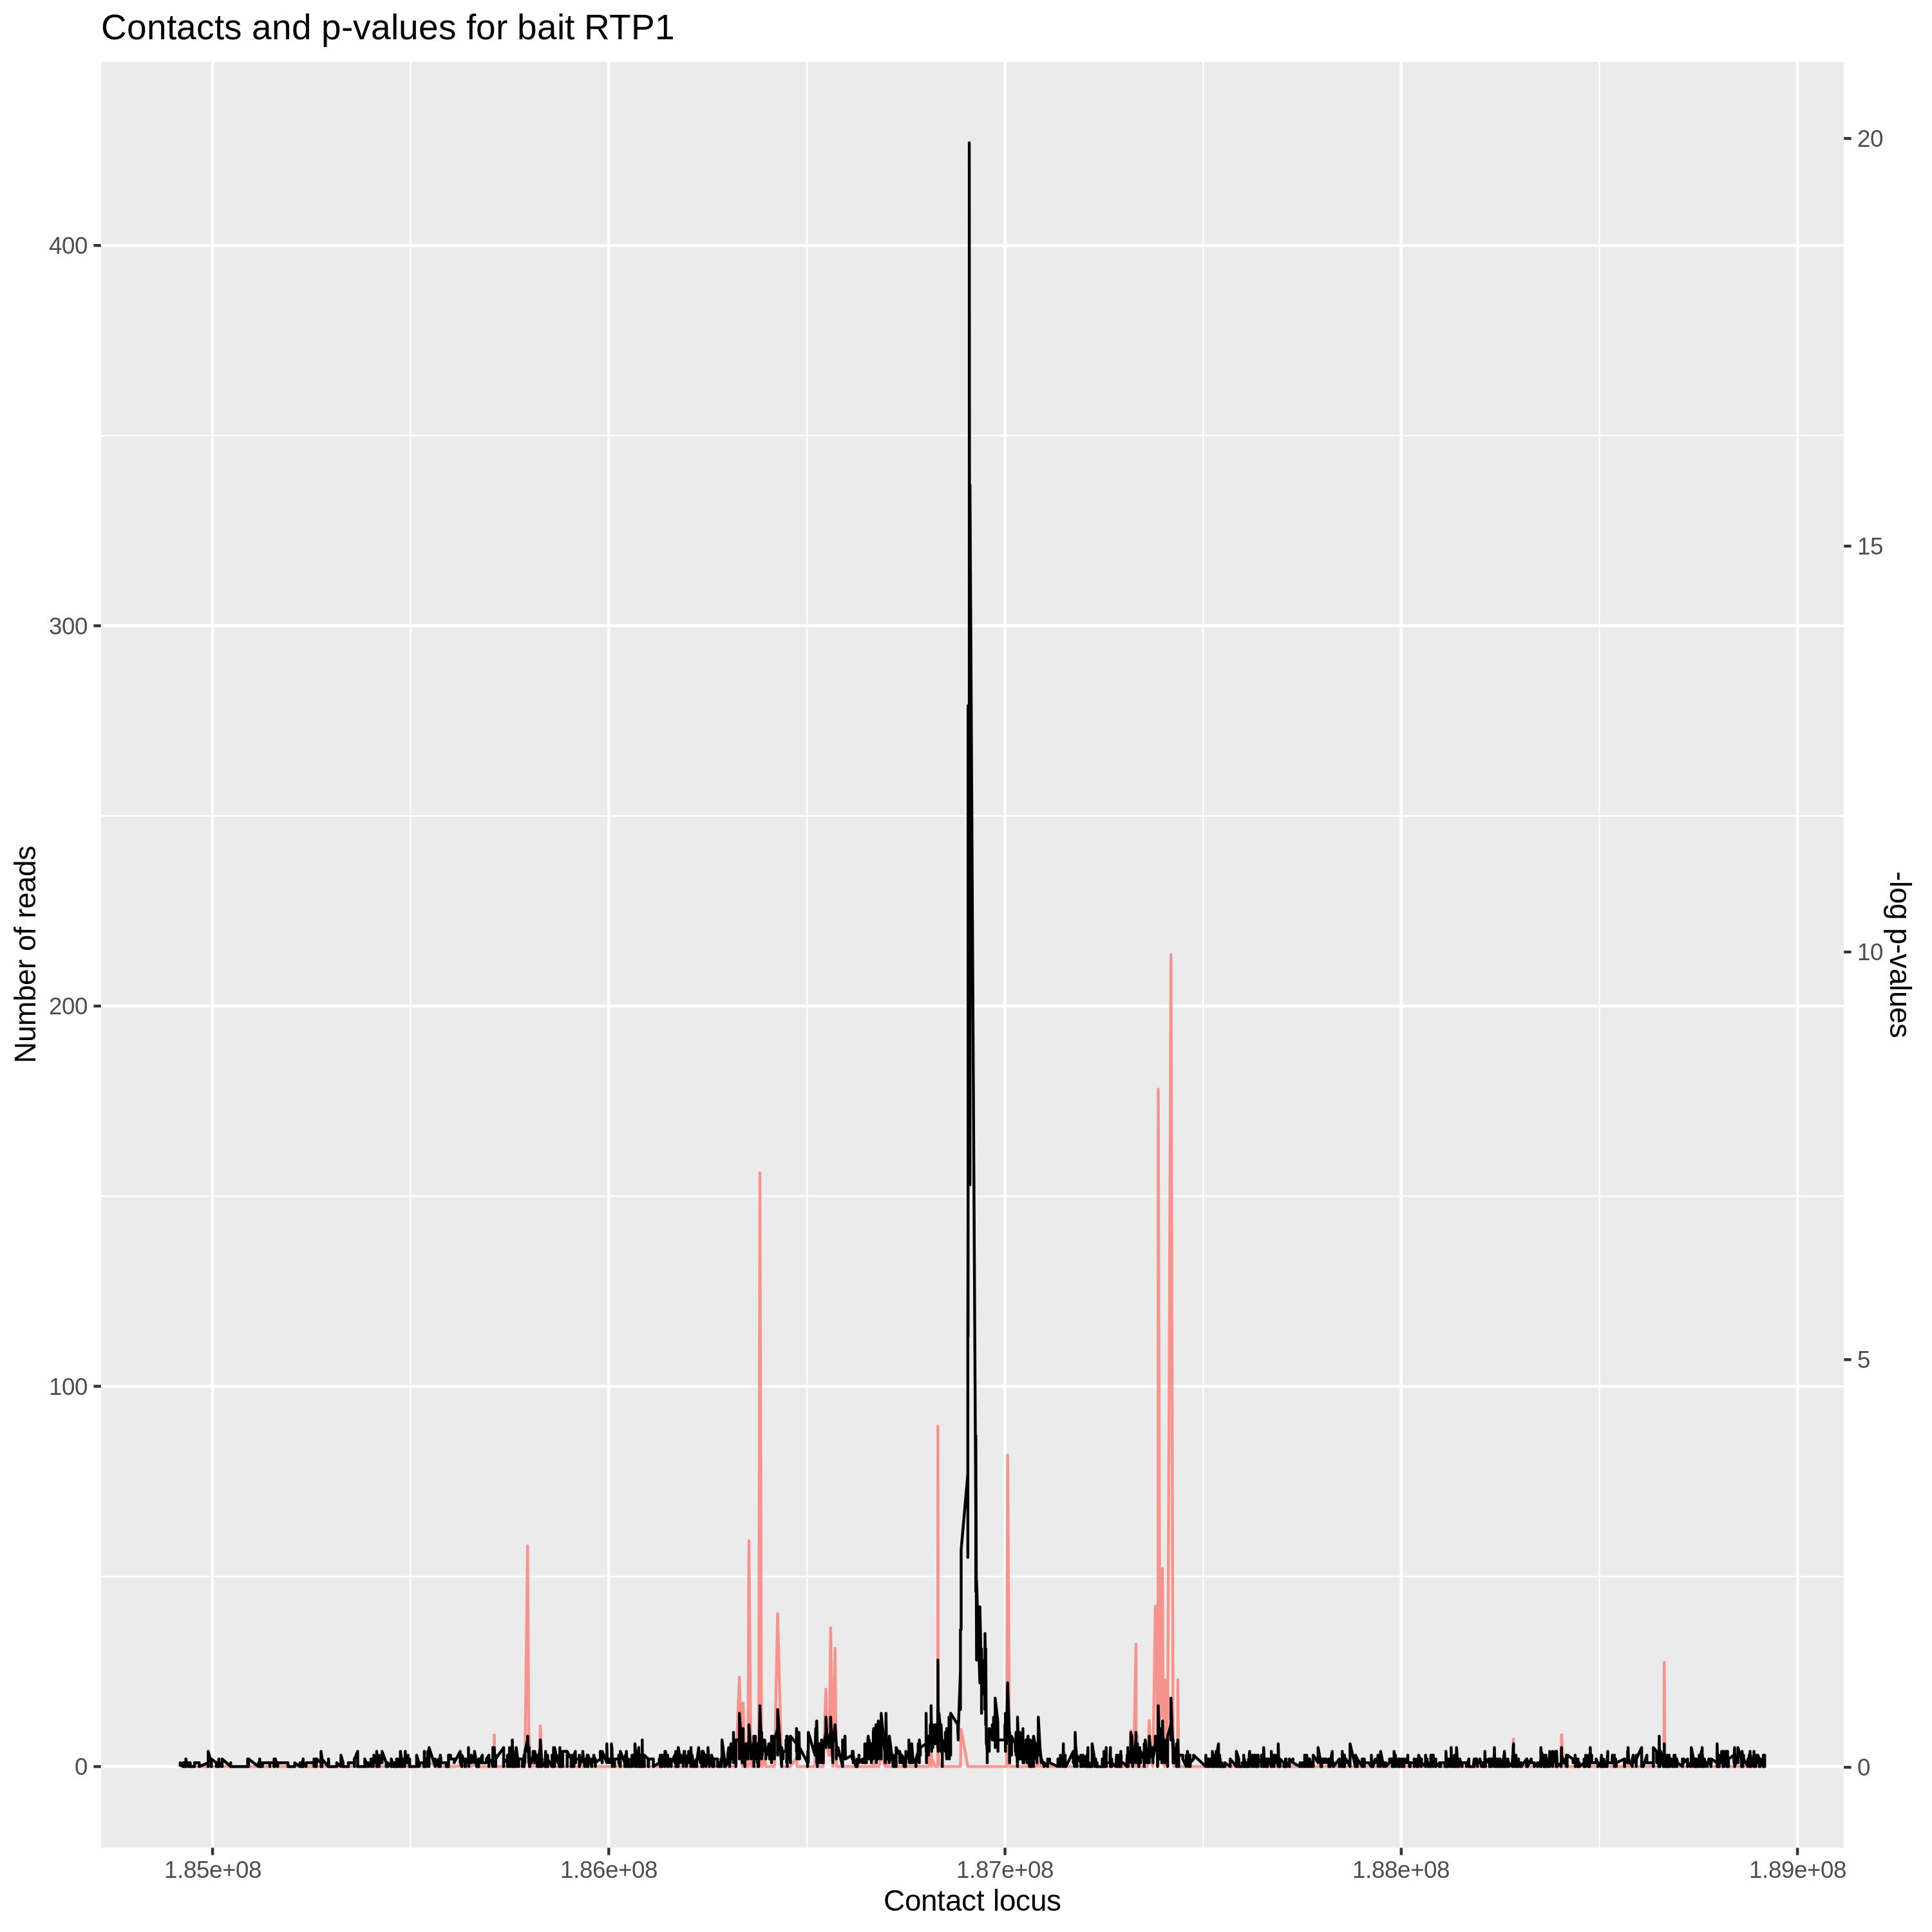 Contacts and p-values for bait RTP1
400
300
200
100
0
Number of reads
20
15
10
5
0
-log p-values
1.85e+08
1.86e+08
1.87e+08
1.88e+08
1.89e+08
Contact locus